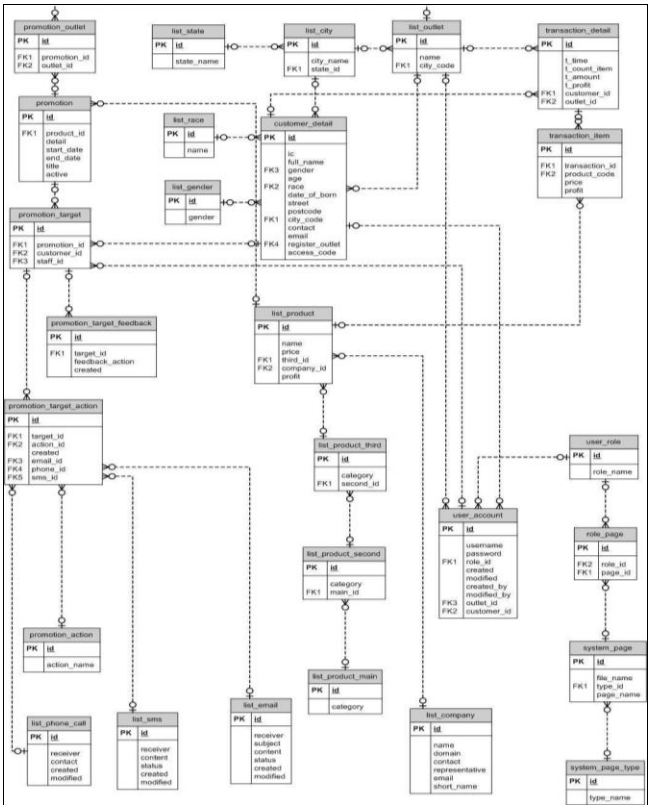 promotion_outlet
PK id
FK1 promotion_id
FK2 outlet_id
list_state
PK id
state_name
list_city
PK id
city_name
FK1 state_id
list_outlet
PK id
name
FK1 city_code
transaction_detail
PK id
t_time
t_count_item
t_amount
t_profit
FK1 customer_id
FK2 outlet_id
promotion
PK id
FK1 product_id
detail
start_date
end_date
title
active
list_race
PK id
name
customer_detail
PK id
ic
full_name
FK3 gender
age
FK2 race
date_of_born
street
postcode
FK1 city_code
contact
email
FK4 register_outlet
access_code
transaction_item
PK id
FK1 transaction_id
FK2 product_code
price
profit
list_gender
PK id
gender
promotion_target
PK id
FK1 promotion_id
FK2 customer_id
FK3 staff_id
promotion_target_feedback
PK id
FK1 target_id
feedback_action
created
list_product
PK id
name
price
FK1 third_id
FK2 company_id
profit
promotion_target_action
PK id
FK1 target_id
FK2 action_id
created
FK3 email_id
FK4 phone_id
FK5 sms_id
list_product_third
PK id
category
FK1 second_id
user_role
PK id
role_name
user_account
PK id
username
password
FK1 role_id
created
modified
created_by
modified_by
FK3 outlet_id
FK2 customer_id
role_page
PK id
FK2 role_id
FK1 page_id
list_product_second
PK id
category
FK1 main_id
promotion_action
PK id
action_name
system_page
PK id
file_name
FK1 type_id
page_name
list_product_main
PK id
category
list_phone_call
PK id
receiver
contact
created
modified
list_sms
PK id
receiver
content
status
created
modified
list_email
PK id
receiver
subject
content
status
created
modified
list_company
PK id
name
domain
contact
representative
email
short_name
system_page_type
PK id
type_name